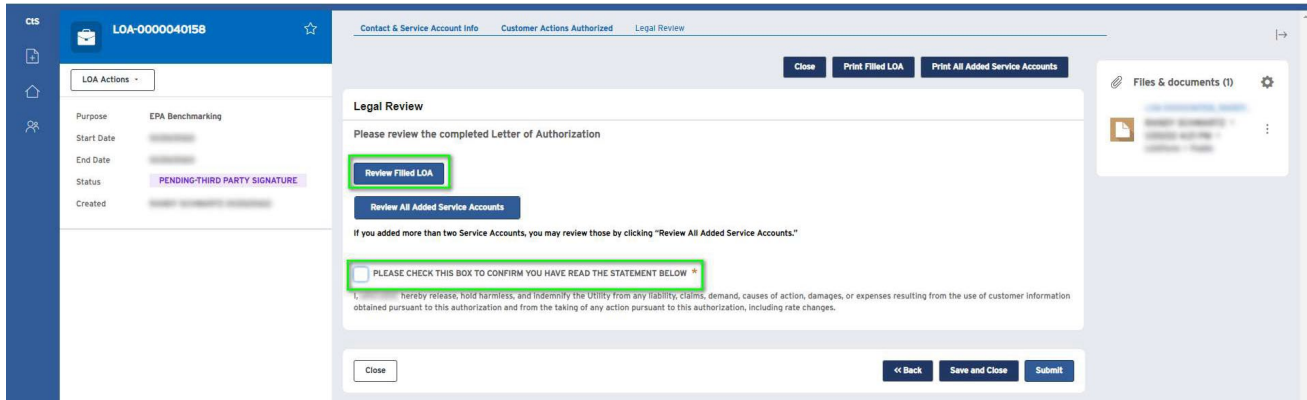 CtS
LOA-0000040158
LOA Actions
Purpose EPA Benchmarking
Start Date
End Date
Status PENDING-THIRD PARTY SIGNATURE
Created
Contact & Service Account Info Customer Actions Authorized Legal Review
Close Print Filled LOA Print All Added Service Accounts
Legal Review
Please review the completed Letter of Authorization
Review Filled LOA
Review All Added Service Accounts
If you added more than two Service Accounts, you may review those by clicking “Review All Added Service Accounts.”
PLEASE CHECK THIS BOX TO CONFIRM YOU HAVE READ THE STATEMENT BELOW *
I, hereby release, hold harmless, and indemnify the Utility from any liability, claims, demand, causes of action, damages, or expenses resulting from the use of customer information
obtained pursuant to this authorization and from the taking of any action pursuant to this authorization, including rate changes.
Close << Back Save and Close Submit
Files & documents (1)